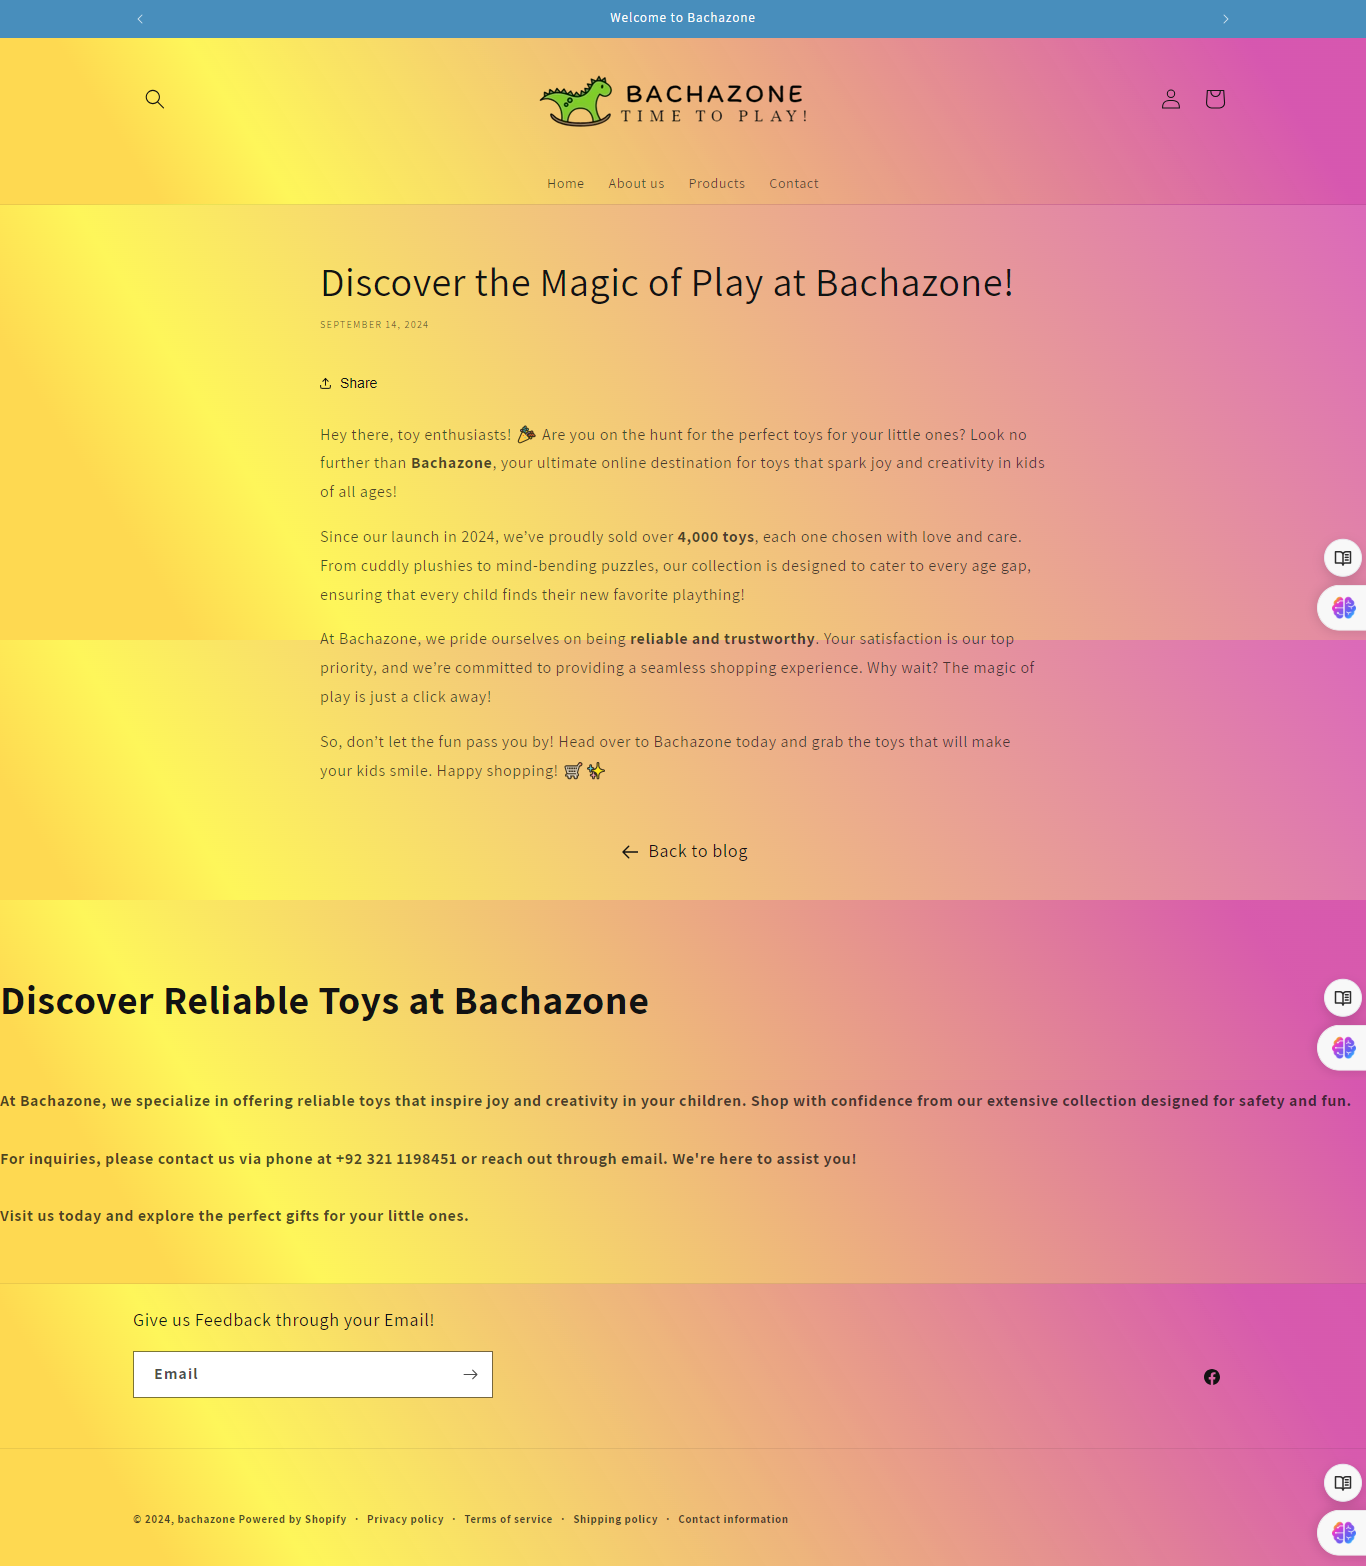 Welcome to Bachazone
BACHAZONE
TIME TO PLAY!
Home About us Products Contact
Discover the Magic of Play at Bachazone!
SEPTEMBER 14, 2024
Share
Hey there, toy enthusiasts! 🎉 Are you on the hunt for the perfect toys for your little ones? Look no
further than Bachazone, your ultimate online destination for toys that spark joy and creativity in kids
of all ages!
Since our launch in 2024, we’ve proudly sold over 4,000 toys, each one chosen with love and care.
From cuddly plushies to mind-bending puzzles, our collection is designed to cater to every age gap,
ensuring that every child finds their new favorite plaything!
At Bachazone, we pride ourselves on being reliable and trustworthy. Your satisfaction is our top
priority, and we’re committed to providing a seamless shopping experience. Why wait? The magic of
play is just a click away!
So, don’t let the fun pass you by! Head over to Bachazone today and grab the toys that will make
your kids smile. Happy shopping! 🛒✨
Back to blog
Discover Reliable Toys at Bachazone
At Bachazone, we specialize in offering reliable toys that inspire joy and creativity in your children. Shop with confidence from our extensive collection designed for safety and fun.
For inquiries, please contact us via phone at +92 321 1198451 or reach out through email. We're here to assist you!
Visit us today and explore the perfect gifts for your little ones.
Give us Feedback through your Email!
Email
© 2024, bachazone Powered by Shopify · Privacy policy · Terms of service · Shipping policy · Contact information